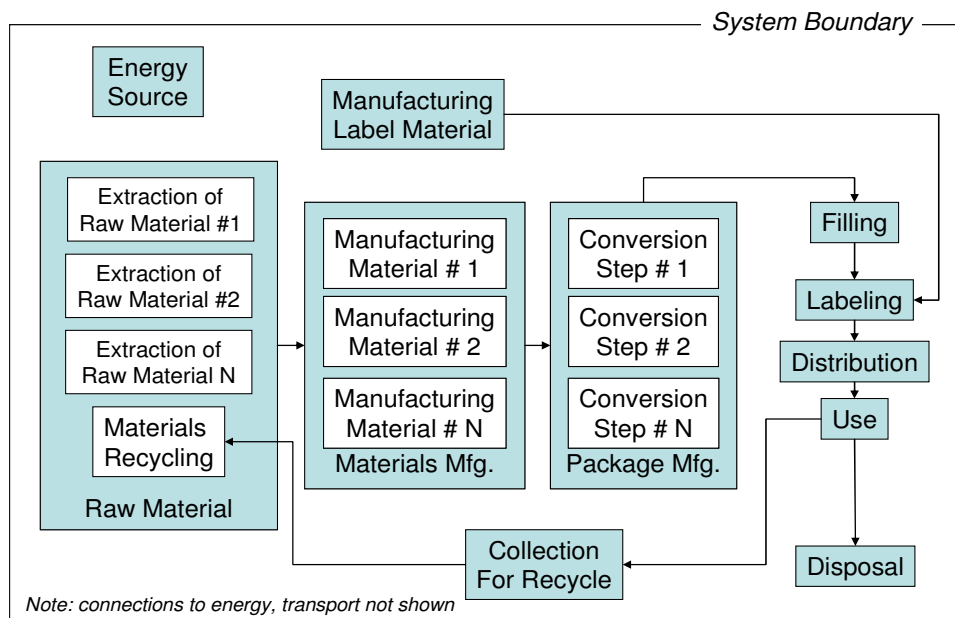 System Boundary
Energy
Source
Manufacturing
Label Material
Extraction of
Raw Material #1
Extraction of
Raw Material #2
Extraction of
Raw Material N
Materials
Recycling
Raw Material
Manufacturing
Material # 1
Manufacturing
Material # 2
Manufacturing
Material # N
Materials Mfg.
Conversion
Step # 1
Conversion
Step # 2
Conversion
Step # N
Package Mfg.
Filling
Labeling
Distribution
Use
Disposal
Collection
For Recycle
Note: connections to energy, transport not shown